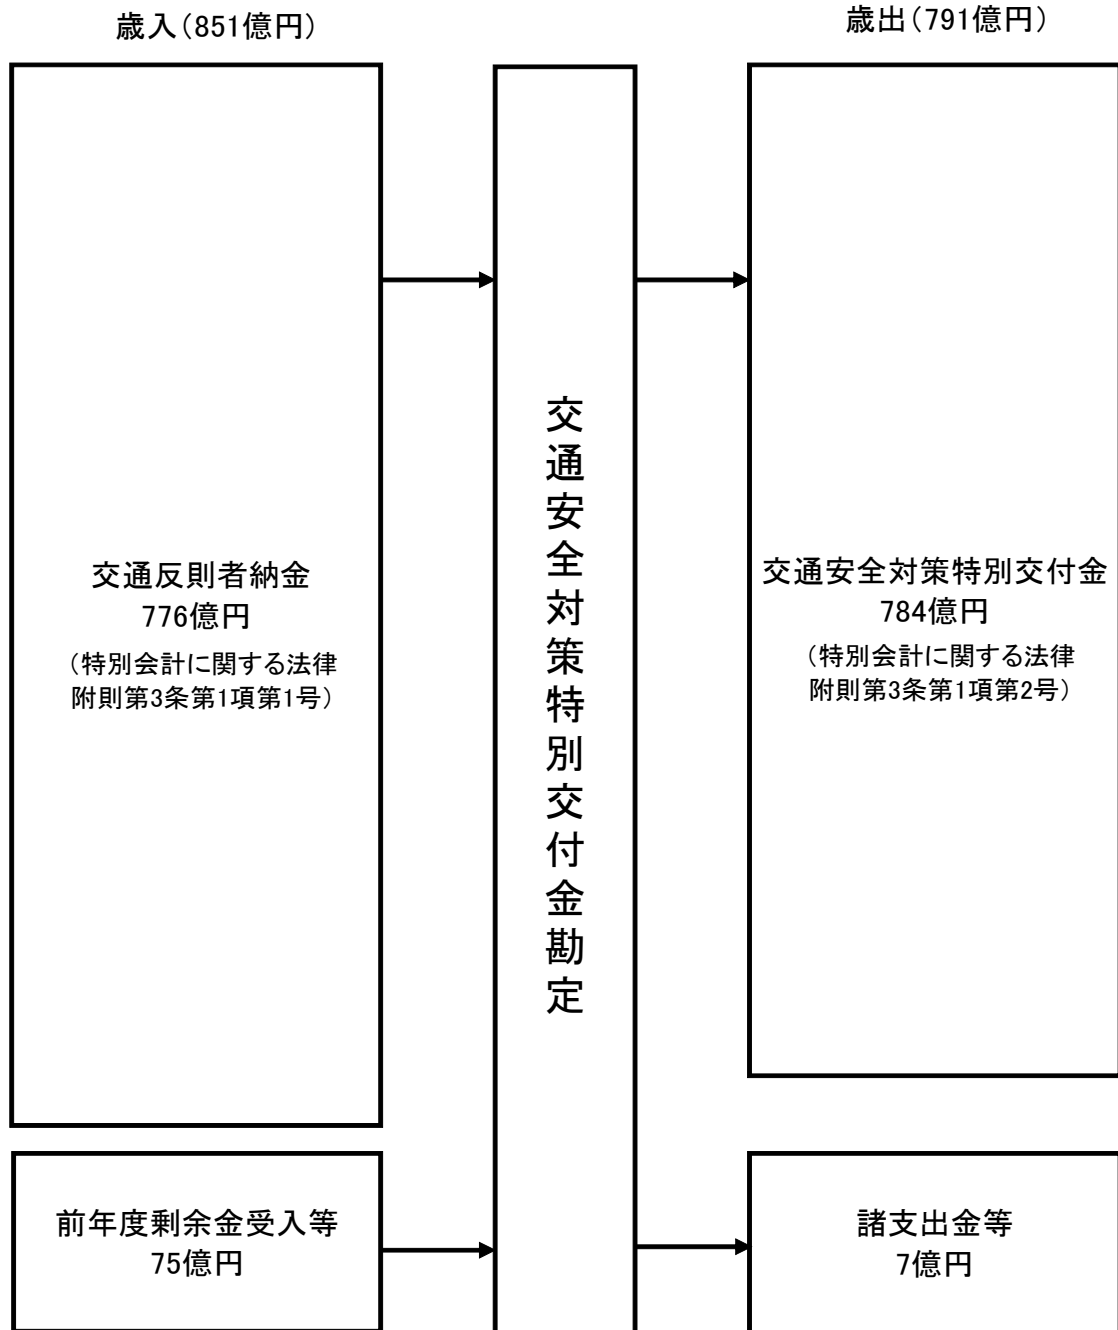 歳入(851億円)
歳出(791億円)
交通反則者納金
776億円
(特別会計に関する法律
附則第3条第1項第1号)
前年度剰余金受入等
75億円
交通安全対策特別交付金勘定
交通安全対策特別交付金
784億円
(特別会計に関する法律
附則第3条第1項第2号)
諸支出金等
7億円